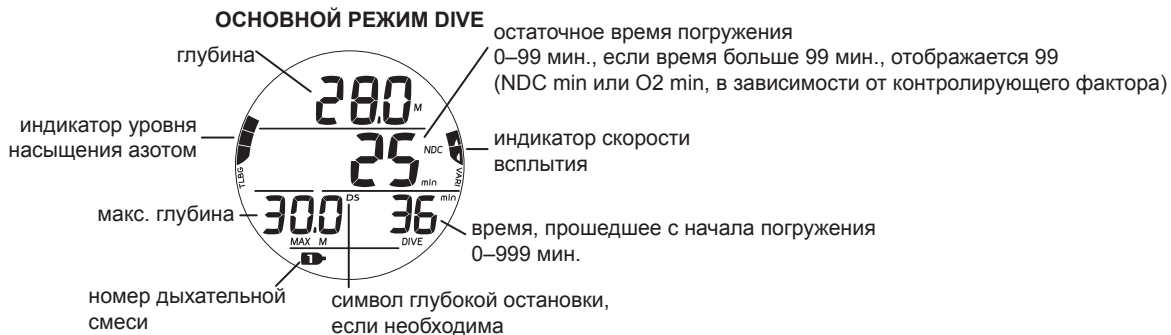 ОСНОВНОЙ РЕЖИМ DIVE
остаточное время погружения
0–99 мин., если время больше 99 мин., отображается 99
(NDC min или O2 min, в зависимости от контролирующего фактора)
глубина
28.0 M
индикатор уровня
насыщения азотом
25 NDC min
индикатор скорости
всплытия
TLBG
VARI
макс. глубина
30.0 DS 36 min
MAX M DIVE
1
время, прошедшее с начала погружения
0–999 мин.
номер дыхательной
смеси
символ глубокой остановки,
если необходима